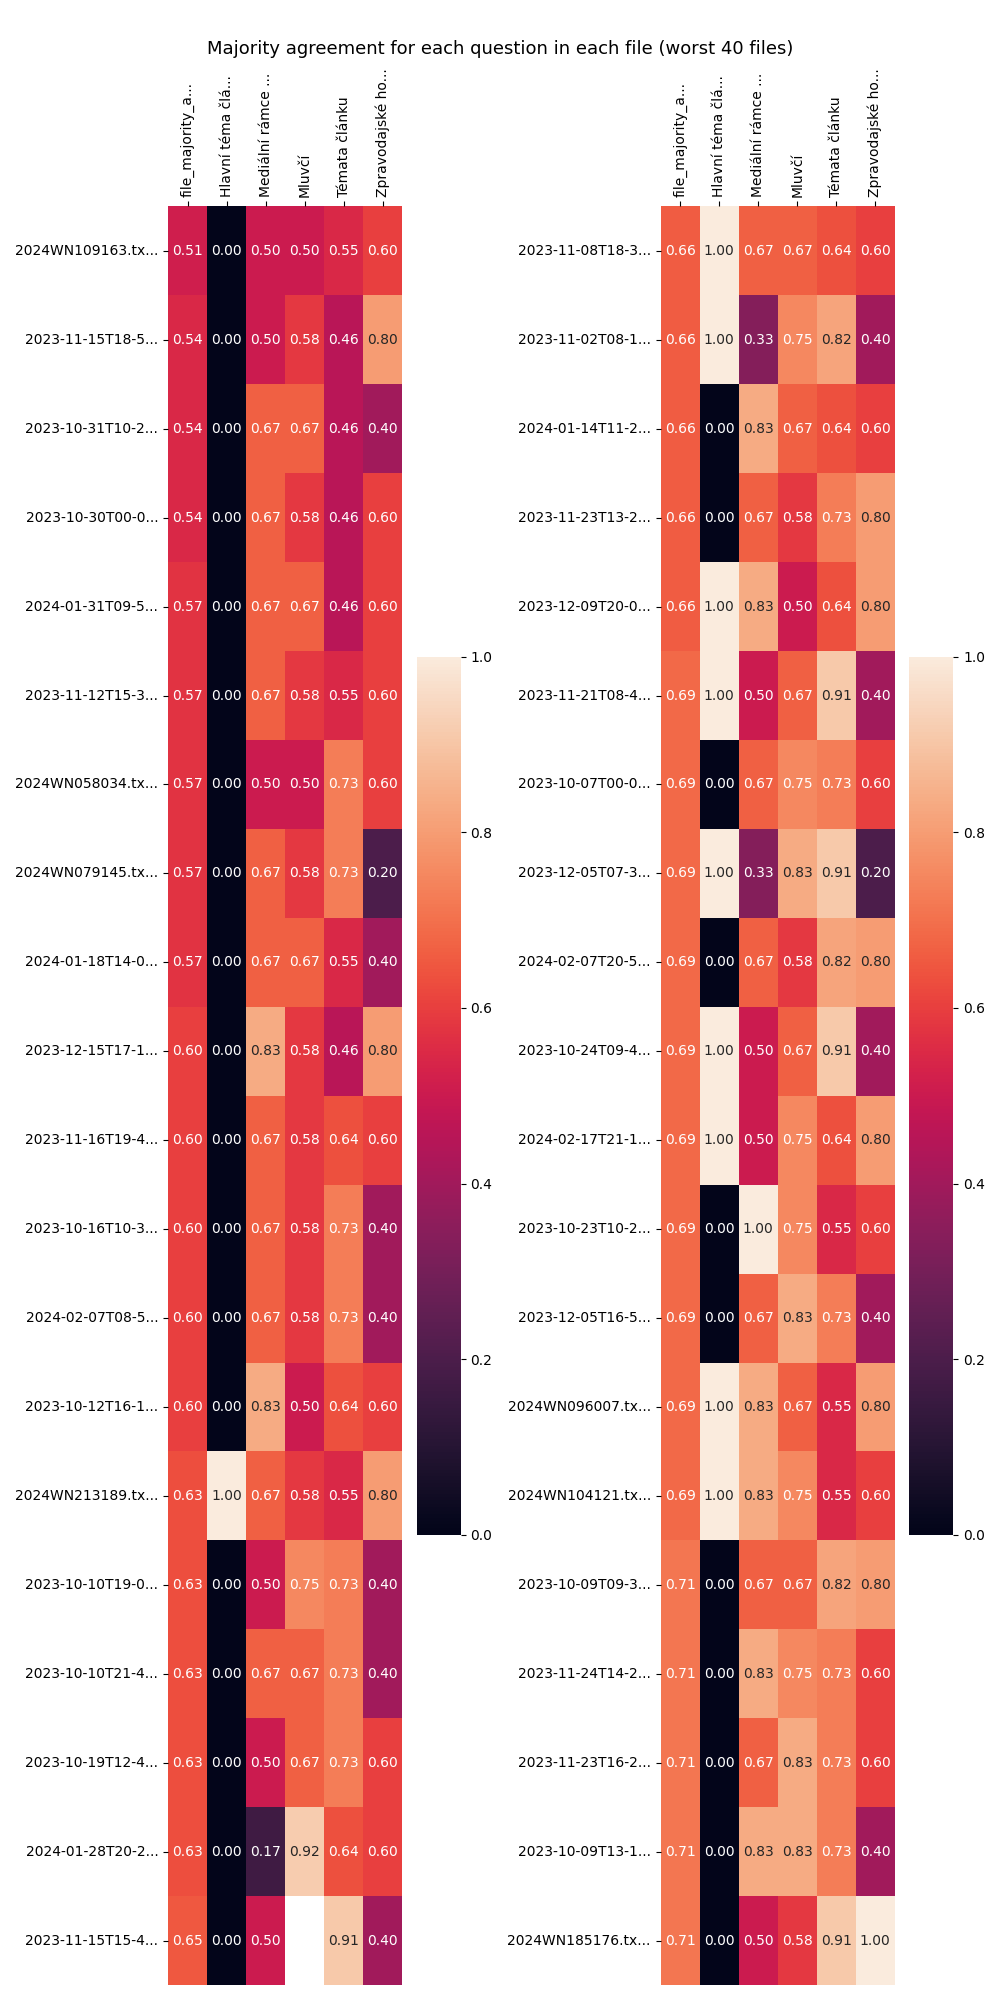 Majority agreement for each question in each file (worst 40 files)
file_majority_a... Hlavní téma člá... Mediální rámce ... Mluvčí Témata článku Zpravodajské ho...
2024WN109163.tx... 0.51 0.00 0.50 0.50 0.55 0.60
2023-11-15T18-5... 0.54 0.00 0.50 0.58 0.46 0.80
2023-10-31T10-2... 0.54 0.00 0.67 0.67 0.46 0.40
2023-10-30T00-0... 0.54 0.00 0.67 0.58 0.46 0.60
2024-01-31T09-5... 0.57 0.00 0.67 0.67 0.46 0.60
2023-11-12T15-3... 0.57 0.00 0.67 0.58 0.55 0.60
2024WN058034.tx... 0.57 0.00 0.50 0.50 0.73 0.60
2024WN079145.tx... 0.57 0.00 0.67 0.58 0.73 0.20
2024-01-18T14-0... 0.57 0.00 0.67 0.67 0.55 0.40
2023-12-15T17-1... 0.60 0.00 0.83 0.58 0.46 0.80
2023-11-16T19-4... 0.60 0.00 0.67 0.58 0.64 0.60
2023-10-16T10-3... 0.60 0.00 0.67 0.58 0.73 0.40
2024-02-07T08-5... 0.60 0.00 0.67 0.58 0.73 0.40
2023-10-12T16-1... 0.60 0.00 0.83 0.50 0.64 0.60
2024WN213189.tx... 0.63 1.00 0.67 0.58 0.55 0.80
2023-10-10T19-0... 0.63 0.00 0.50 0.75 0.73 0.40
2023-10-10T21-4... 0.63 0.00 0.67 0.67 0.73 0.40
2023-10-19T12-4... 0.63 0.00 0.50 0.67 0.73 0.60
2024-01-28T20-2... 0.63 0.00 0.17 0.92 0.64 0.60
2023-11-15T15-4... 0.65 0.00 0.50 0.91 0.40
1.0
0.8
0.6
0.4
0.2
0.0
file_majority_a... Hlavní téma člá... Mediální rámce ... Mluvčí Témata článku Zpravodajské ho...
2023-11-08T18-3... 0.66 1.00 0.67 0.67 0.64 0.60
2023-11-02T08-1... 0.66 1.00 0.33 0.75 0.82 0.40
2024-01-14T11-2... 0.66 0.00 0.83 0.67 0.64 0.60
2023-11-23T13-2... 0.66 0.00 0.67 0.58 0.73 0.80
2023-12-09T20-0... 0.66 1.00 0.83 0.50 0.64 0.80
2023-11-21T08-4... 0.69 1.00 0.50 0.67 0.91 0.40
2023-10-07T00-0... 0.69 0.00 0.67 0.75 0.73 0.60
2023-12-05T07-3... 0.69 1.00 0.33 0.83 0.91 0.20
2024-02-07T20-5... 0.69 0.00 0.67 0.58 0.82 0.80
2023-10-24T09-4... 0.69 1.00 0.50 0.67 0.91 0.40
2024-02-17T21-1... 0.69 1.00 0.50 0.75 0.64 0.80
2023-10-23T10-2... 0.69 0.00 1.00 0.75 0.55 0.60
2023-12-05T16-5... 0.69 0.00 0.67 0.83 0.73 0.40
2024WN096007.tx... 0.69 1.00 0.83 0.67 0.55 0.80
2024WN104121.tx... 0.69 1.00 0.83 0.75 0.55 0.60
2023-10-09T09-3... 0.71 0.00 0.67 0.67 0.82 0.80
2023-11-24T14-2... 0.71 0.00 0.83 0.75 0.73 0.60
2023-11-23T16-2... 0.71 0.00 0.67 0.83 0.73 0.60
2023-10-09T13-1... 0.71 0.00 0.83 0.83 0.73 0.40
2024WN185176.tx... 0.71 0.00 0.50 0.58 0.91 1.00
1.0
0.8
0.6
0.4
0.2
0.0